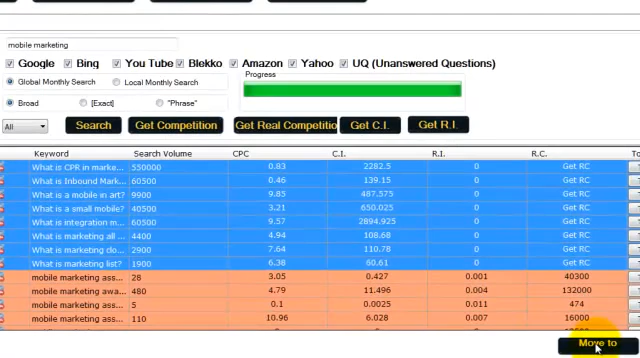 mobile marketing
Google Bing You Tube Blekko Amazon Yahoo UQ (Unanswered Questions)
Global Monthly Search Local Monthly Search Progress
Broad [Exact] "Phrase"
All Search Get Competition Get Real Competitio Get C.I. Get R.I.
Keyword Search Volume CPC C.I. R.I. R.C. To
What is CPR in marke... 550000 0.83 2282.5 0 Get RC
What is Inbound Mark... 60500 0.46 139.15 0 Get RC
What is a mobile in art? 9900 9.85 487.575 0 Get RC
What is a small mobile? 40500 3.21 650.025 0 Get RC
What is integration m... 60500 9.57 2894.925 0 Get RC
What is marketing all ... 4400 4.94 108.68 0 Get RC
What is marketing clo... 2900 7.64 110.78 0 Get RC
What is marketing list? 1900 6.38 60.61 0 Get RC
mobile marketing ass... 28 3.05 0.427 0.001 40300
mobile marketing awa... 480 4.79 11.496 0.004 132000
mobile marketing ass... 5 0.1 0.0025 0.011 474
mobile marketing ass... 110 10.96 6.028 0.007 16000
Move to